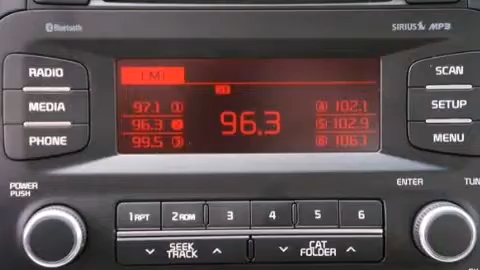 Bluetooth
SIRIUS MP3
RADIO
MEDIA
PHONE
FM1
97.1 1
96.3 2
99.5 3
96.3
4 102.1
5 102.9
6 106.1
SCAN
SETUP
MENU
POWER
PUSH
1 RPT
2 RDM
3
4
5
6
SEEK
TRACK
CAT
FOLDER
ENTER
TUN